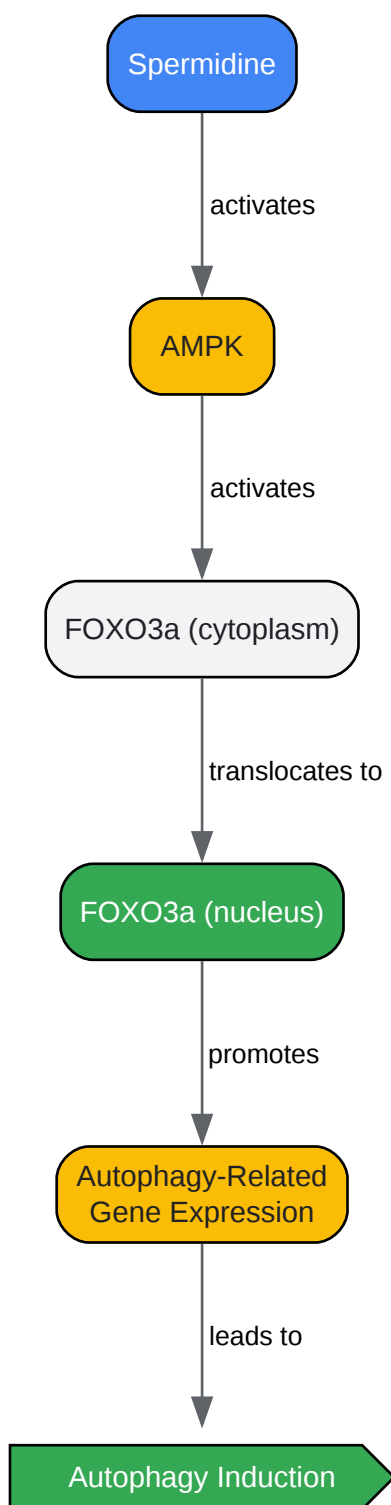 Spermidine
activates
AMPK
activates
FOXO3a (cytoplasm)
translocates to
FOXO3a (nucleus)
promotes
Autophagy-Related
Gene Expression
leads to
Autophagy Induction